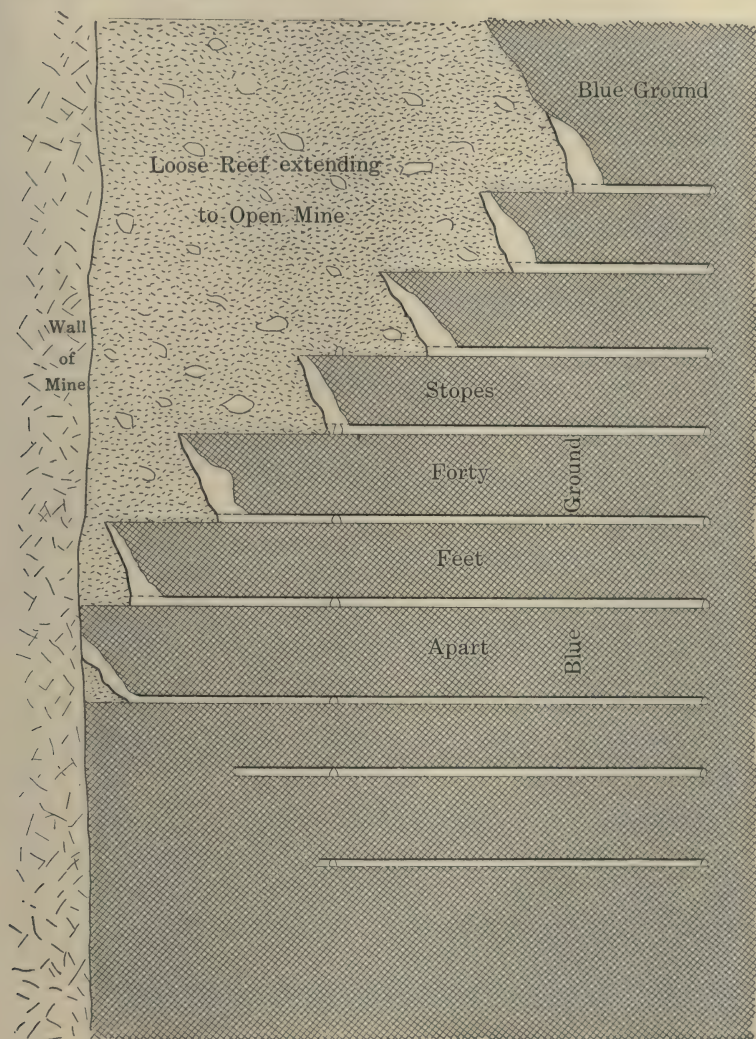 Blue Ground
Loose Reef extending
to Open Mine
Wall
of
Mine
Stopes
Forty
Feet
Apart
Blue Ground